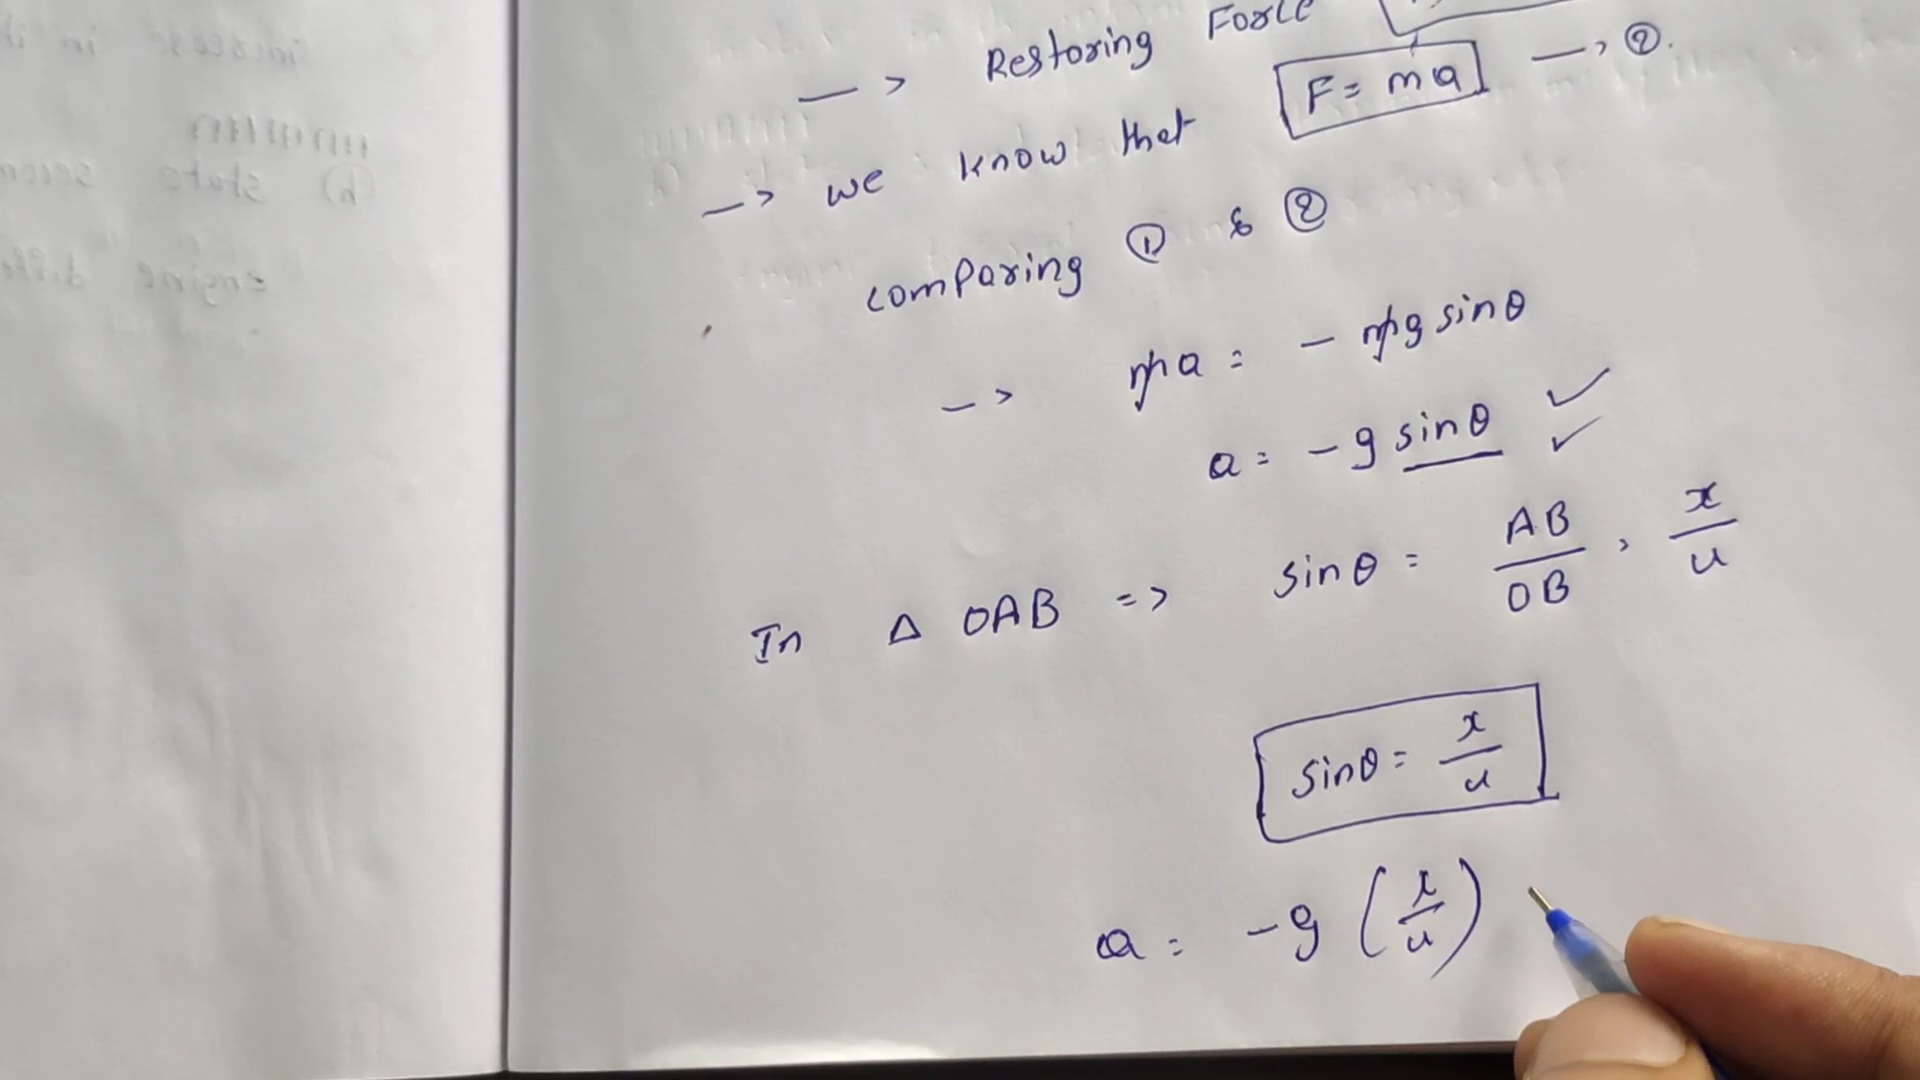 —> Restoring Force
—> we know that F = ma —> ②.
comparing ① & ②
—> ma = - mg sinθ
a = - g sinθ ✓✓
In Δ OAB => sinθ = AB/OB , x/u
sinθ = x/u
a = -g (x/u)